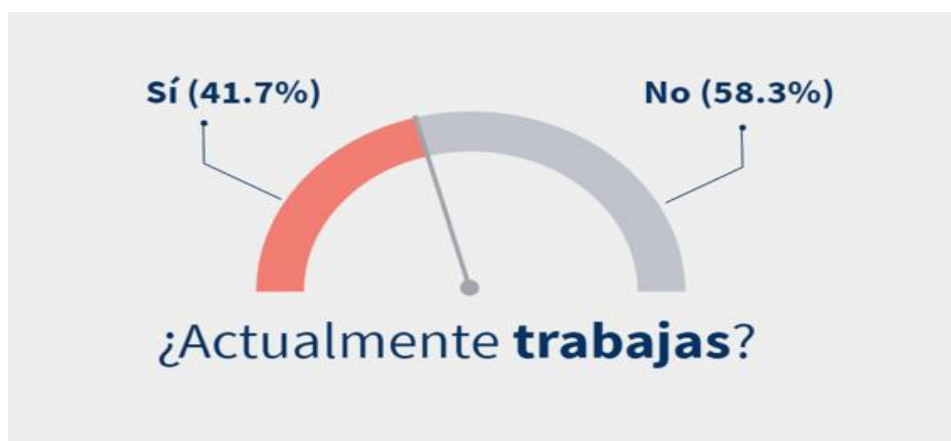 Sí (41.7%)
No (58.3%)
¿Actualmente trabajas?